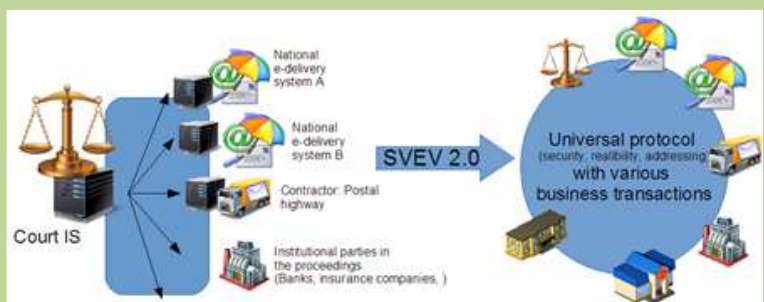 National
e-delivery
system A
National
e-delivery
system B
Contractor: Postal
highway
Institutional parties in
the proceedings
(Banks, insurance companies, )
Court IS
SVEV 2.0
Universal protocol
(security, realibility, addressing)
with various
business transactions